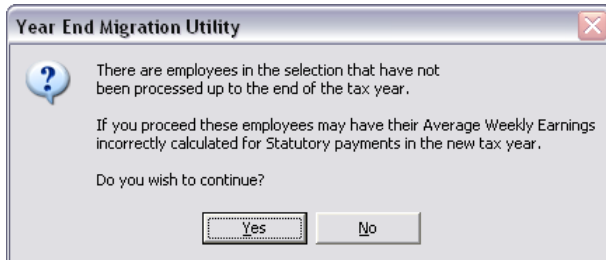 Year End Migration Utility
There are employees in the selection that have not
been processed up to the end of the tax year.
If you proceed these employees may have their Average Weekly Earnings
incorrectly calculated for Statutory payments in the new tax year.
Do you wish to continue?
Yes No